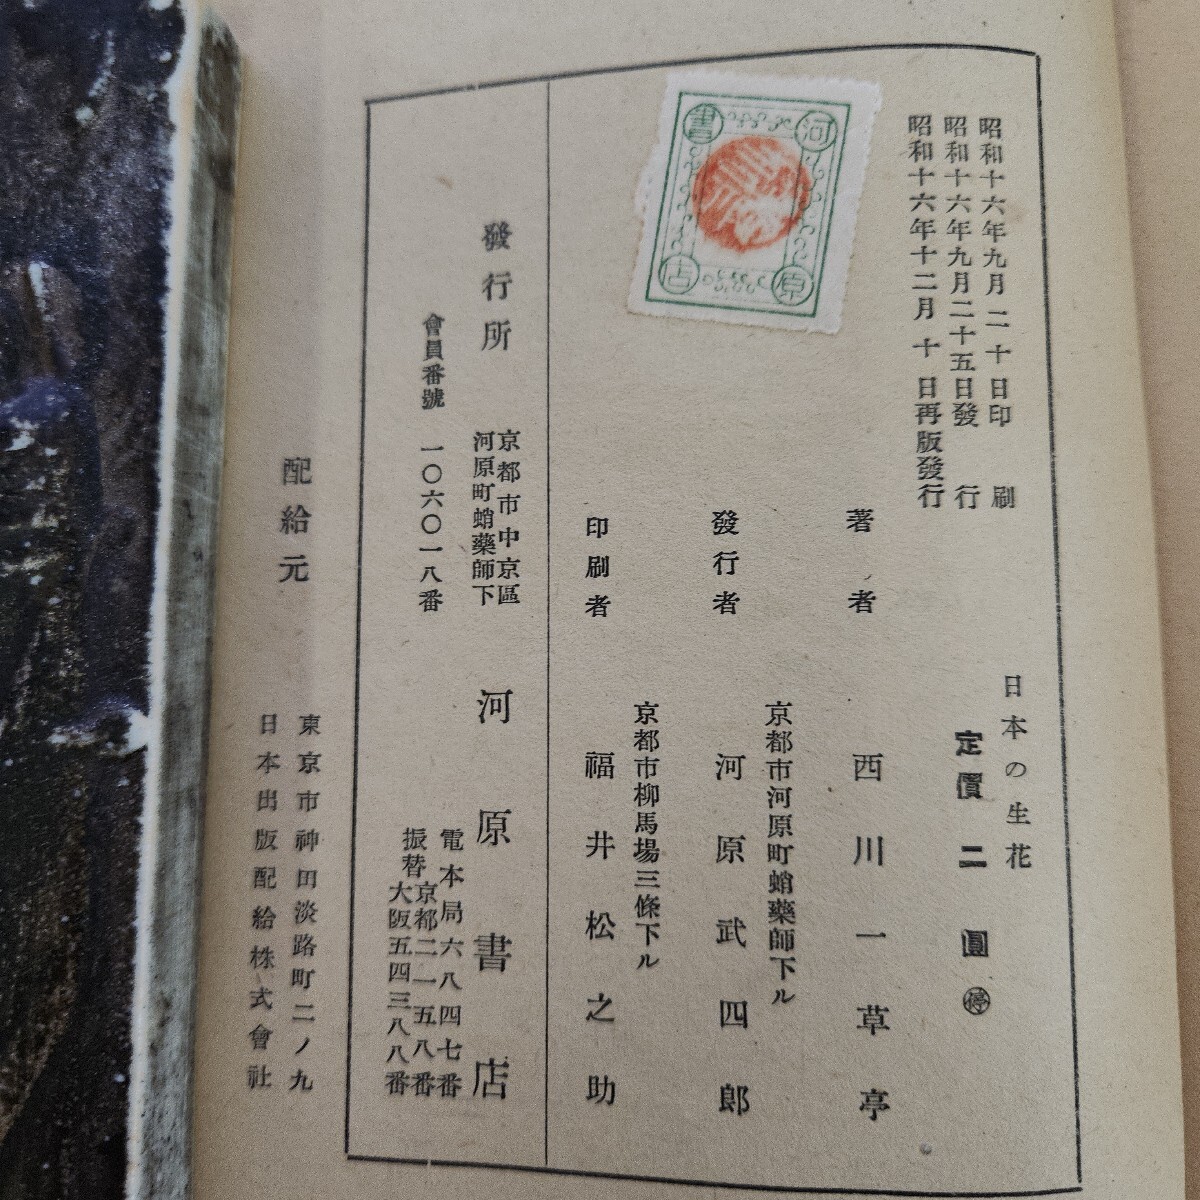 昭和十六年九月二十日印刷
昭和十六年九月二十五日發行
昭和十六年十二月十日再版發行
日本の生花
定價二圓 ㊡
河原書店
著者 西川一草亭
京都市河原町蛸藥師下ル
發行者 河原武四郎
京都市柳馬場三條下ル
印刷者 福井松之助
發行所
京都市中京區
河原町蛸藥師下
河原書店
會員番號 一〇六〇一八番
電本局六八四七番
振替京都二一五八番
大阪五四三八八番
配給元
東京市神田淡路町二ノ九
日本出版配給株式會社